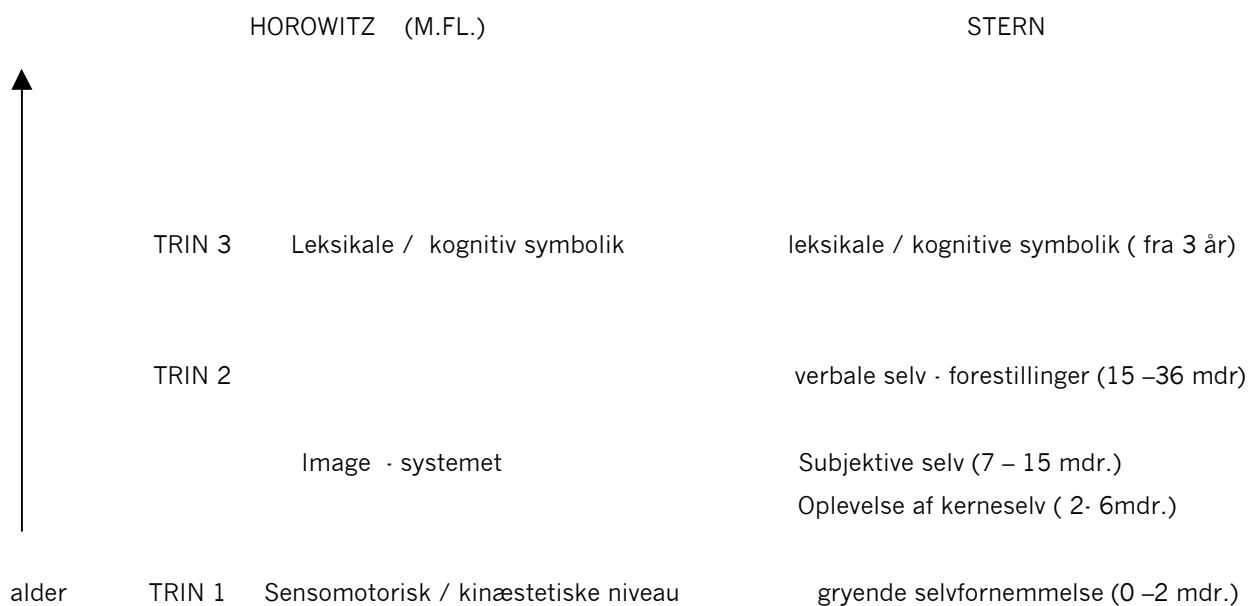 HOROWITZ (M.FL.) STERN
TRIN 3 Leksikale / kognitiv symbolik leksikale / kognitive symbolik ( fra 3 år)
TRIN 2 verbale selv - forestillinger (15 –36 mdr)
Image - systemet Subjektive selv (7 – 15 mdr.)
Oplevelse af kerneselv ( 2- 6mdr.)
alder TRIN 1 Sensomotorisk / kinæstetiske niveau gryende selvfornemmelse (0 –2 mdr.)